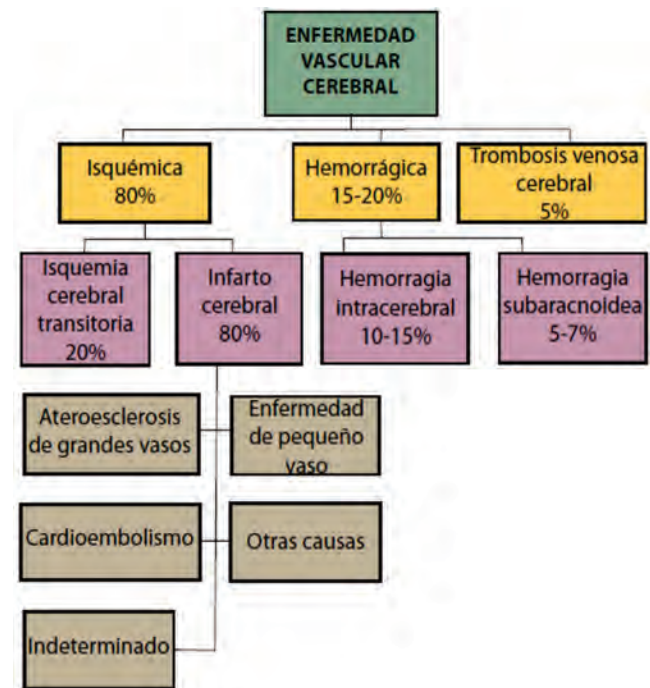 ENFERMEDAD
VASCULAR
CEREBRAL
Isquémica
80%
Hemorrágica
15-20%
Trombosis venosa
cerebral
5%
Isquemia
cerebral
transitoria
20%
Infarto
cerebral
80%
Hemorragia
intracerebral
10-15%
Hemorragia
subaracnoidea
5-7%
Ateroesclerosis
de grandes vasos
Enfermedad
de pequeño
vaso
Cardioembolismo
Otras causas
Indeterminado